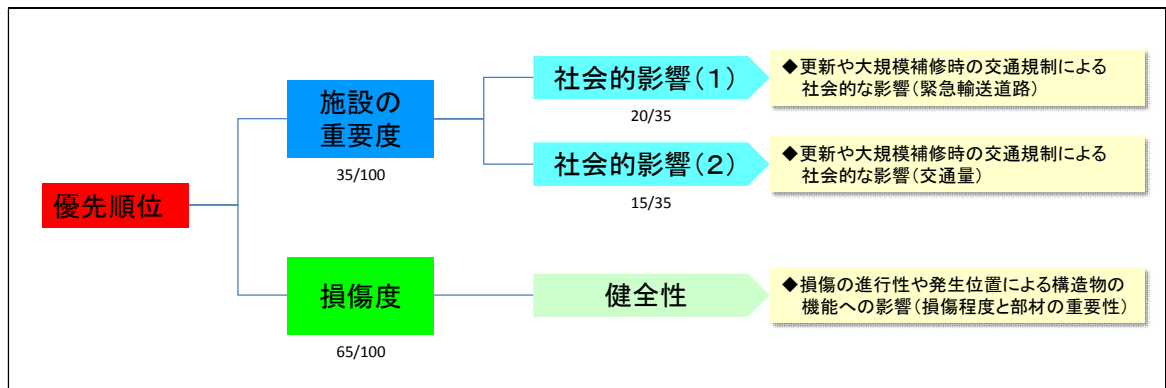 優先順位
施設の
重要度
35/100
損傷度
65/100
社会的影響(1)
20/35
社会的影響(2)
15/35
健全性
◆更新や大規模補修時の交通規制による
社会的な影響(緊急輸送道路)
◆更新や大規模補修時の交通規制による
社会的な影響(交通量)
◆損傷の進行性や発生位置による構造物の
機能への影響(損傷程度と部材の重要性)